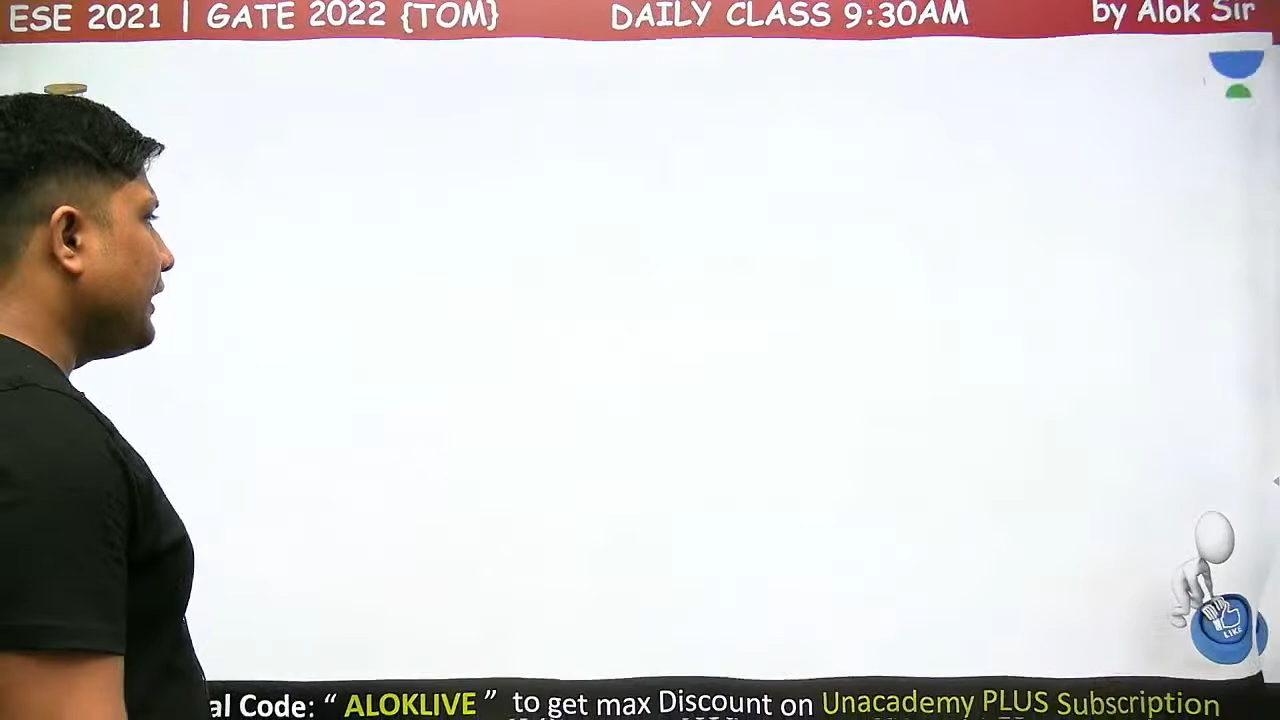 ESE 2021 | GATE 2022 {TOM} DAILY CLASS 9:30AM by Alok Sir
LIKE
al Code: “ ALOKLIVE ” to get max Discount on Unacademy PLUS Subscription